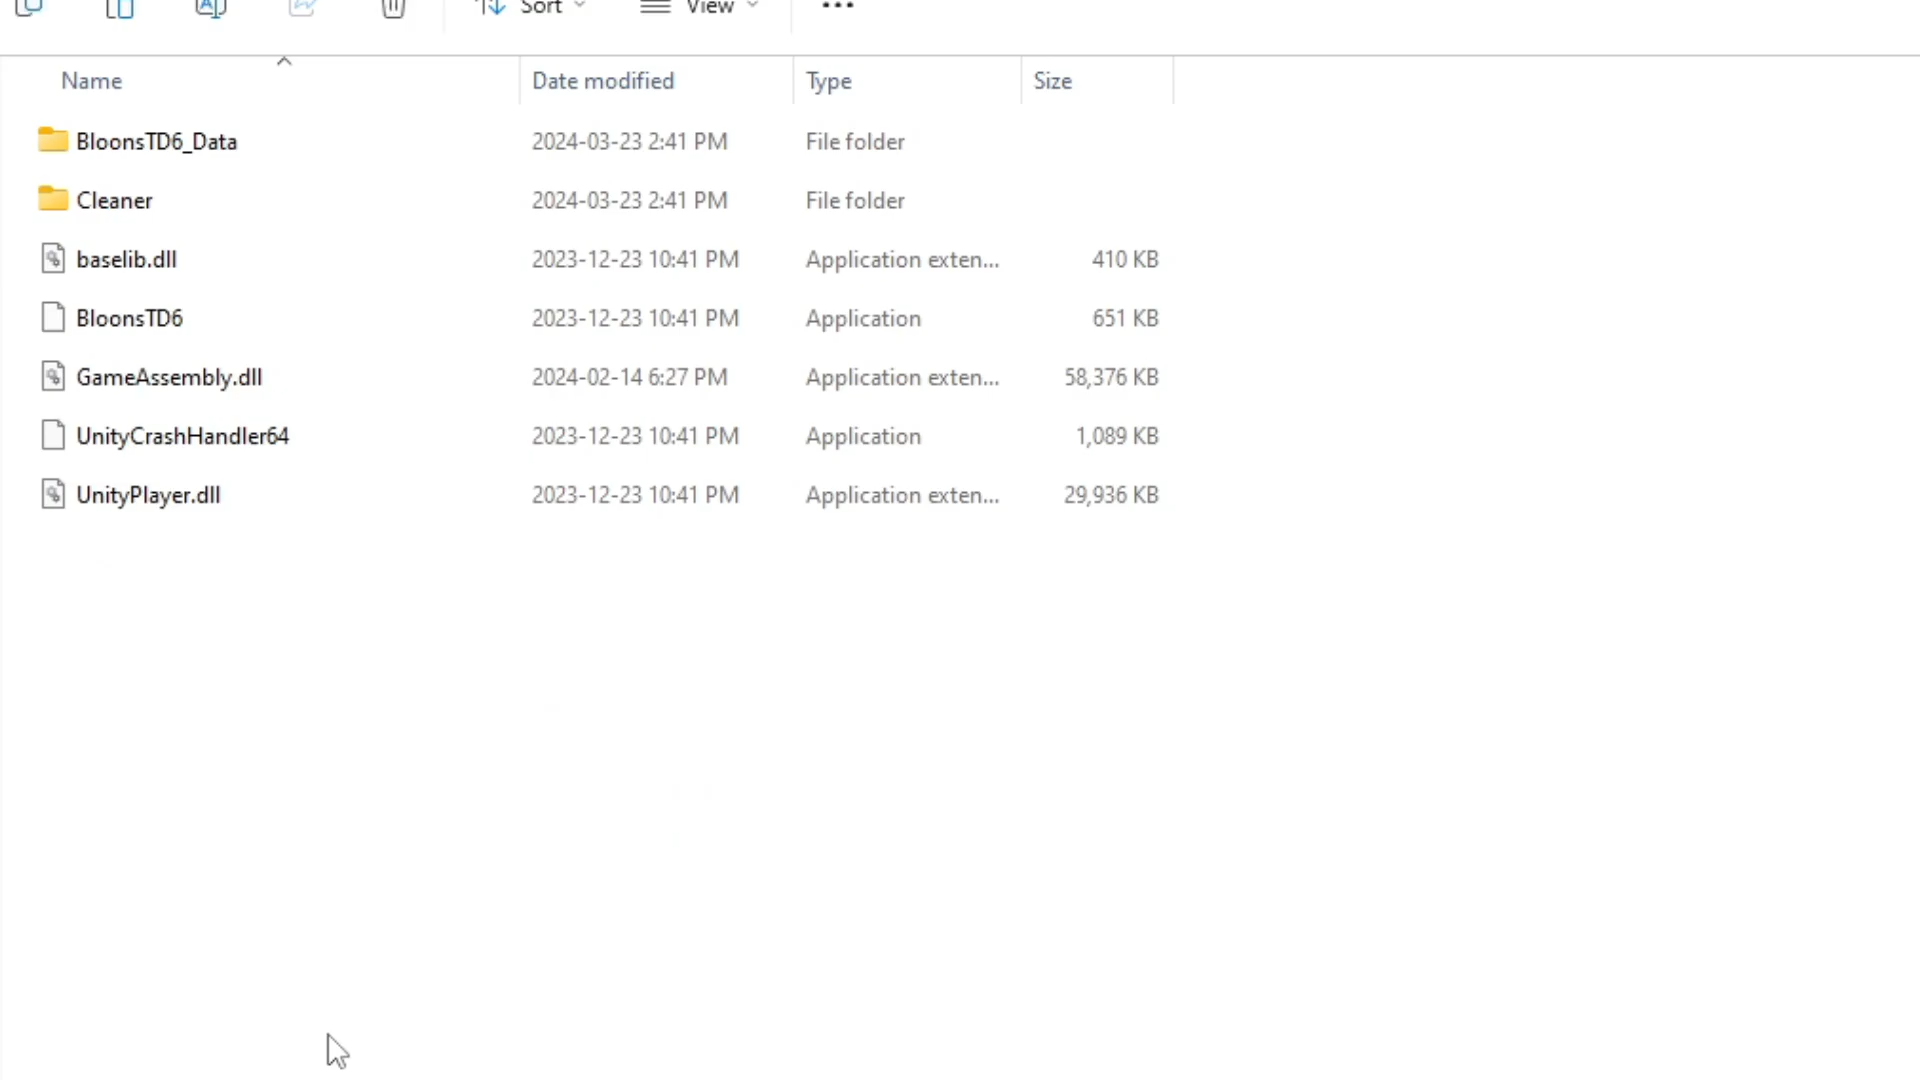 Sort View
Name Date modified Type Size
BloonsTD6_Data 2024-03-23 2:41 PM File folder
Cleaner 2024-03-23 2:41 PM File folder
baselib.dll 2023-12-23 10:41 PM Application exten... 410 KB
BloonsTD6 2023-12-23 10:41 PM Application 651 KB
GameAssembly.dll 2024-02-14 6:27 PM Application exten... 58,376 KB
UnityCrashHandler64 2023-12-23 10:41 PM Application 1,089 KB
UnityPlayer.dll 2023-12-23 10:41 PM Application exten... 29,936 KB